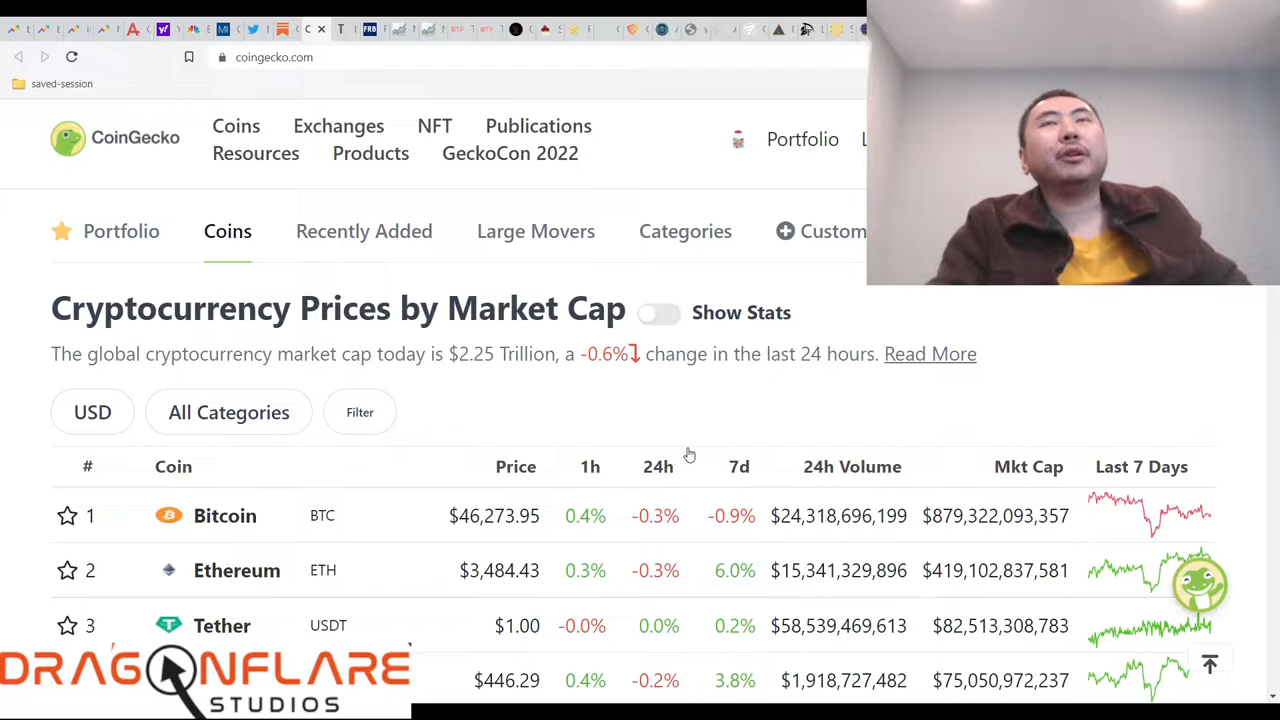 coingecko.com
saved-session
CoinGecko
Coins Exchanges NFT Publications
Resources Products GeckoCon 2022
Portfolio L
Portfolio Coins Recently Added Large Movers Categories Custom
Cryptocurrency Prices by Market Cap Show Stats
The global cryptocurrency market cap today is $2.25 Trillion, a -0.6% change in the last 24 hours. Read More
USD All Categories Filter
# Coin Price 1h 24h 7d 24h Volume Mkt Cap Last 7 Days
1 Bitcoin BTC $46,273.95 0.4% -0.3% -0.9% $24,318,696,199 $879,322,093,357
2 Ethereum ETH $3,484.43 0.3% -0.3% 6.0% $15,341,329,896 $419,102,837,581
3 Tether USDT $1.00 -0.0% 0.0% 0.2% $58,539,469,613 $82,513,308,783
$446.29 0.4% -0.2% 3.8% $1,918,727,482 $75,050,972,237
DRAGONFLARE
STUDIOS